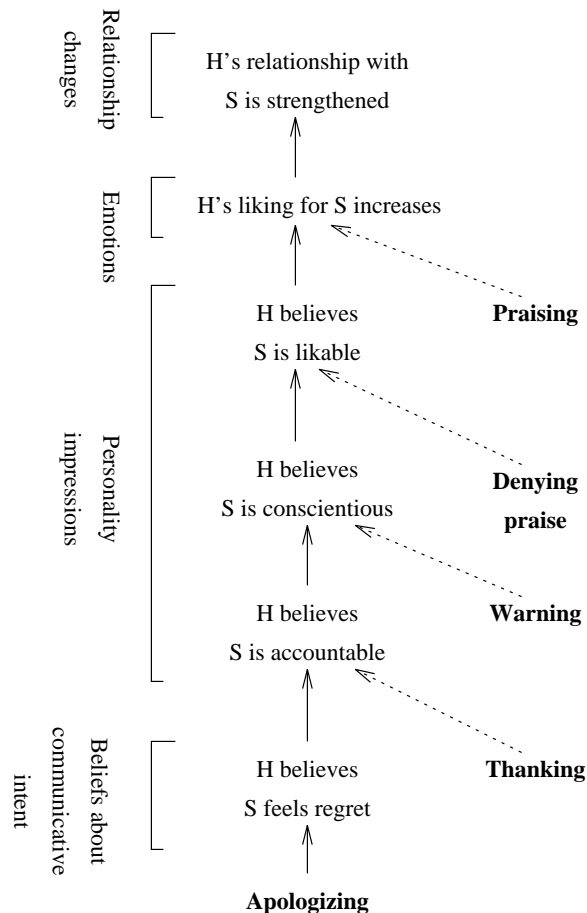 Relationship
changes
H's relationship with
S is strengthened
Emotions
H's liking for S increases
Personality
impressions
H believes
S is likable
Praising
H believes
S is conscientious
Denying
praise
H believes
S is accountable
Warning
Beliefs about
communicative
intent
H believes
S feels regret
Thanking
Apologizing